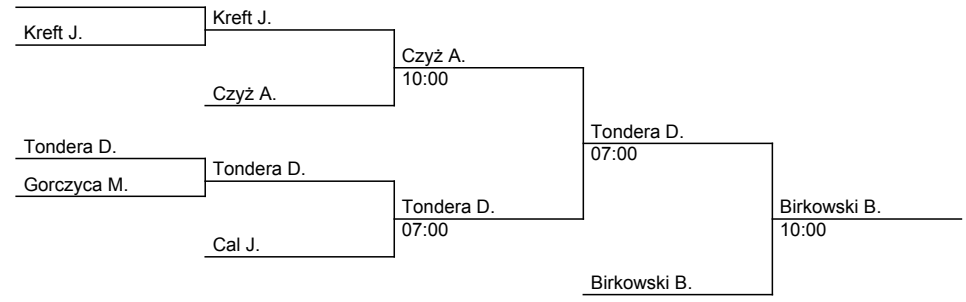 Kreft J.
Kreft J.
Czyż A.
10:00
Czyż A.
Tondera D.
07:00
Tondera D.
Tondera D.
Gorczyca M.
Tondera D.
07:00
Birkowski B.
10:00
Cal J.
Birkowski B.